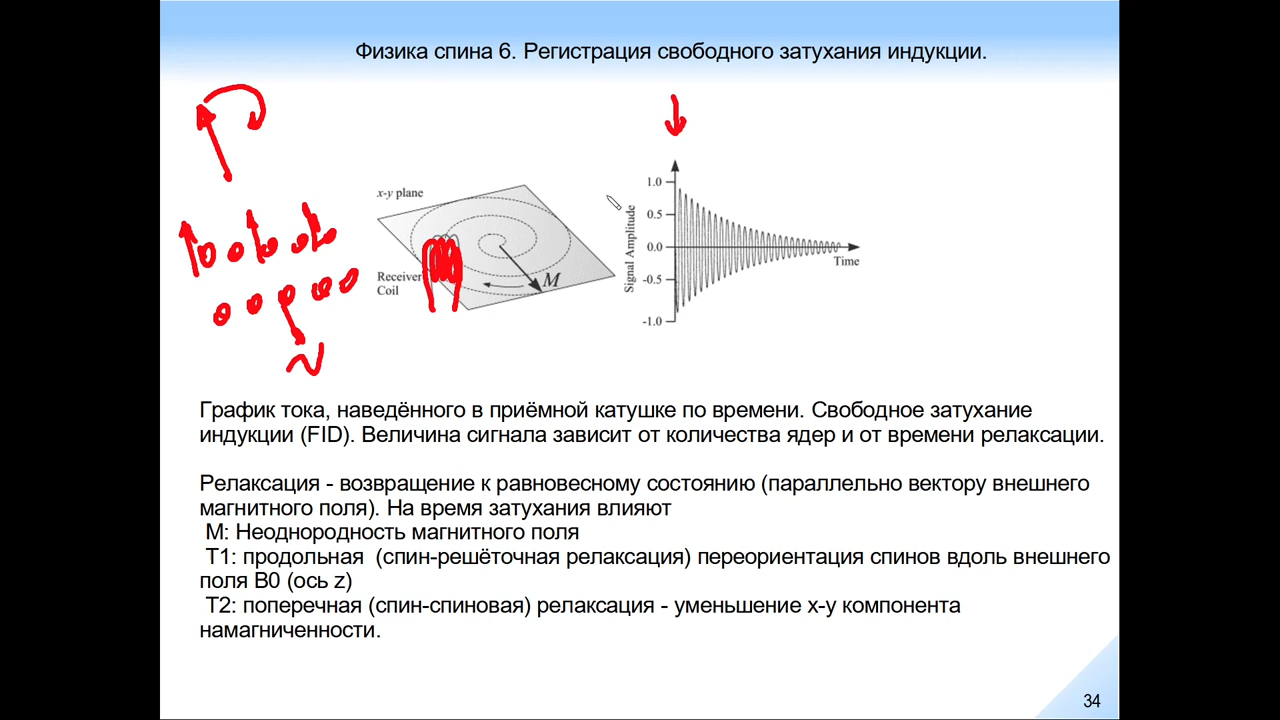 Физика спина 6. Регистрация свободного затухания индукции.
x-y plane
Receiver
Coil
M
Signal Amplitude
1.0
0.5
0.0
-0.5
-1.0
Time
График тока, наведённого в приёмной катушке по времени. Свободное затухание
индукции (FID). Величина сигнала зависит от количества ядер и от времени релаксации.
Релаксация - возвращение к равновесному состоянию (параллельно вектору внешнего
магнитного поля). На время затухания влияют
М: Неоднородность магнитного поля
Т1: продольная (спин-решёточная релаксация) переориентация спинов вдоль внешнего
поля В0 (ось z)
Т2: поперечная (спин-спиновая) релаксация - уменьшение х-у компонента
намагниченности.
34